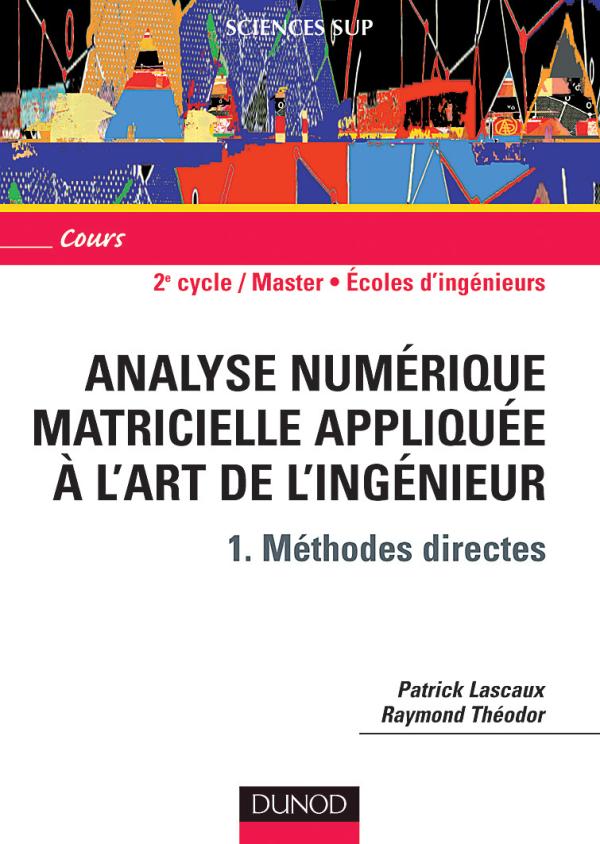 SCIENCES SUP
Cours
2e cycle / Master • Écoles d'ingénieurs
ANALYSE NUMÉRIQUE
MATRICIELLE APPLIQUÉE
À L'ART DE L'INGÉNIEUR
1. Méthodes directes
Patrick Lascaux
Raymond Théodor
DUNOD